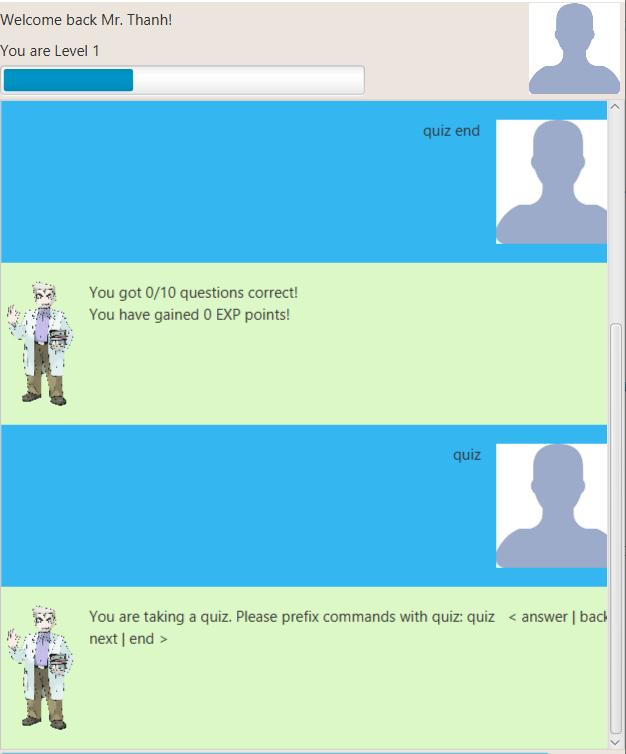 Welcome back Mr. Thanh!
You are Level 1
quiz end
You got 0/10 questions correct!
You have gained 0 EXP points!
quiz
You are taking a quiz. Please prefix commands with quiz: quiz < answer | back
next | end >